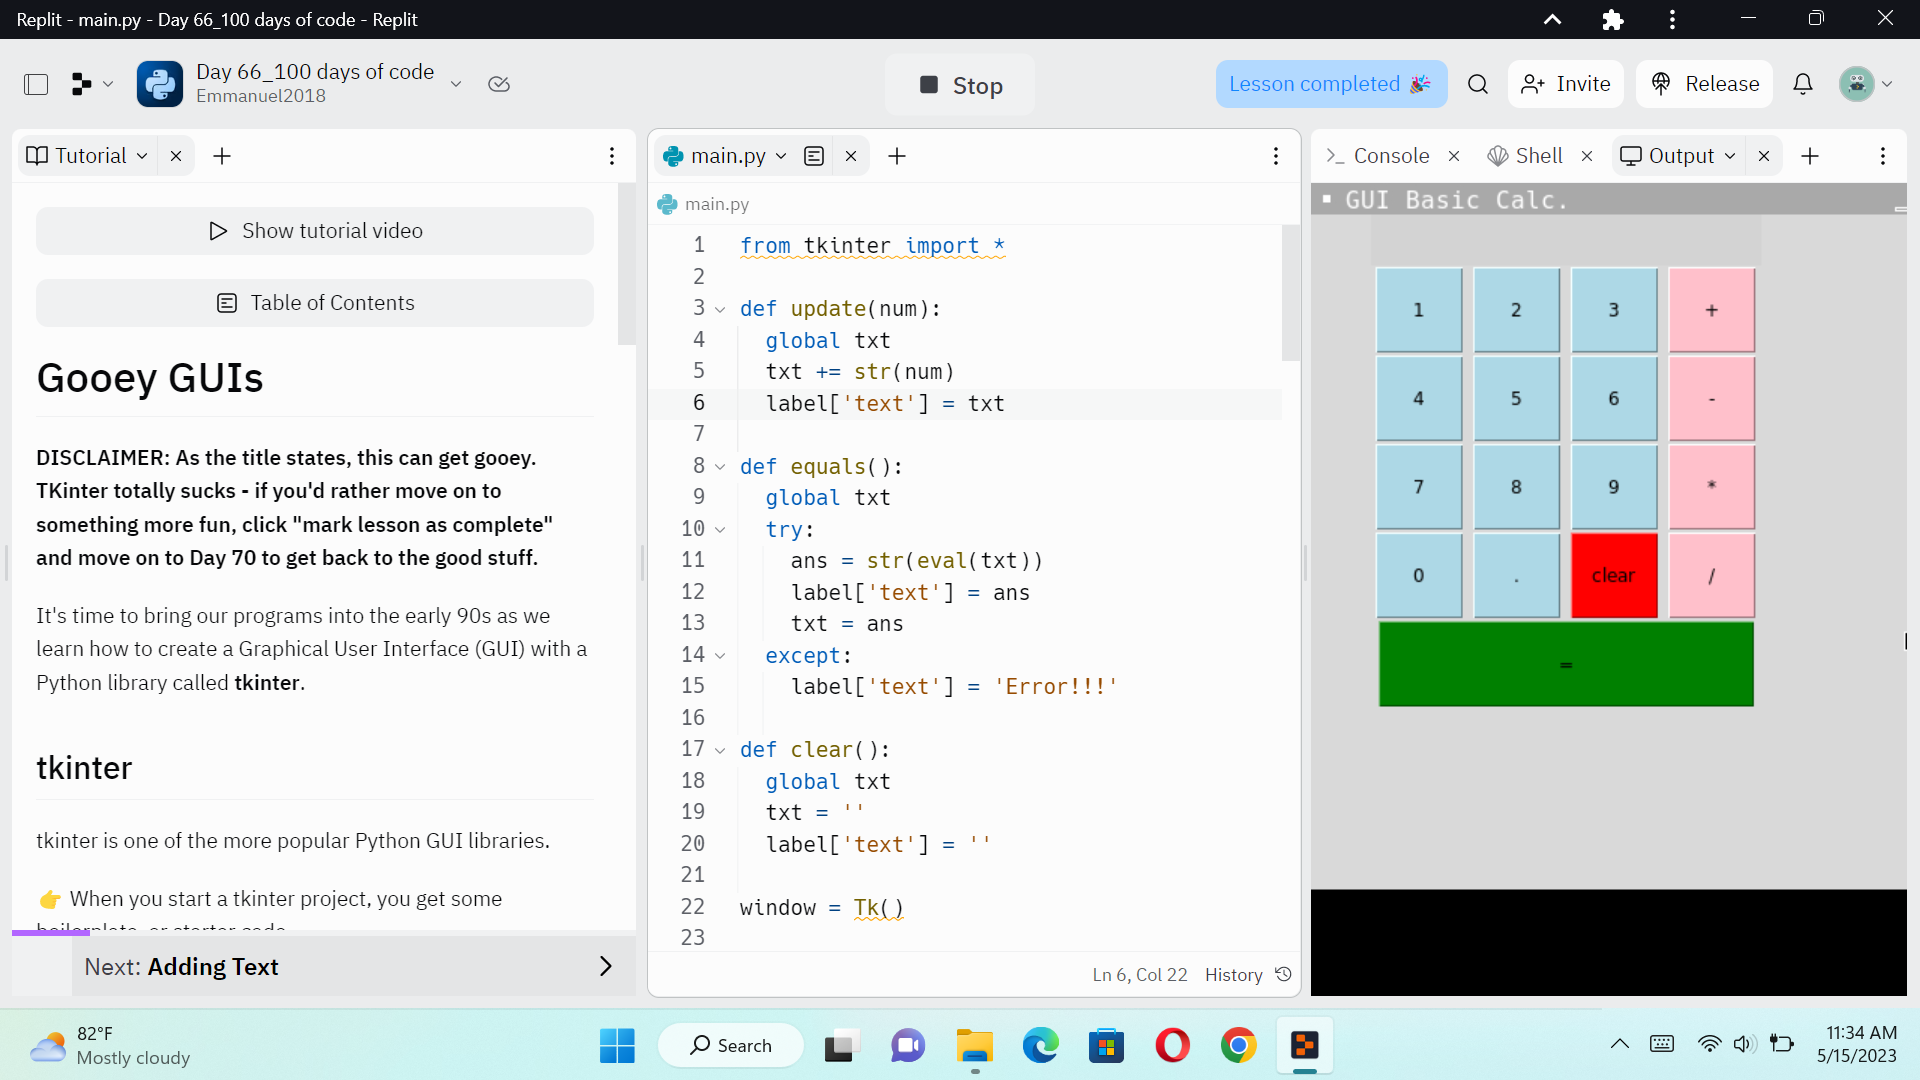 Replit - main.py - Day 66_100 days of code - Replit
Day 66_100 days of code
Emmanuel2018
Stop
Lesson completed 🎉
Invite
Release
Tutorial
Show tutorial video
Table of Contents
Gooey GUIs
DISCLAIMER: As the title states, this can get gooey.
TKinter totally sucks - if you'd rather move on to
something more fun, click "mark lesson as complete"
and move on to Day 70 to get back to the good stuff.
It's time to bring our programs into the early 90s as we
learn how to create a Graphical User Interface (GUI) with a
Python library called tkinter.
tkinter
tkinter is one of the more popular Python GUI libraries.
👉 When you start a tkinter project, you get some
boilerplate, or starter code
Next: Adding Text
main.py
main.py
1 from tkinter import *
2
3 def update(num):
4 global txt
5 txt += str(num)
6 label['text'] = txt
7
8 def equals():
9 global txt
10 try:
11 ans = str(eval(txt))
12 label['text'] = ans
13 txt = ans
14 except:
15 label['text'] = 'Error!!!'
16
17 def clear():
18 global txt
19 txt = ''
20 label['text'] = ''
21
22 window = Tk()
23
Ln 6, Col 22 History
Console
Shell
Output
GUI Basic Calc.
1 2 3 +
4 5 6 -
7 8 9 *
0 . clear /
=
82°F
Mostly cloudy
Search
11:34 AM
5/15/2023